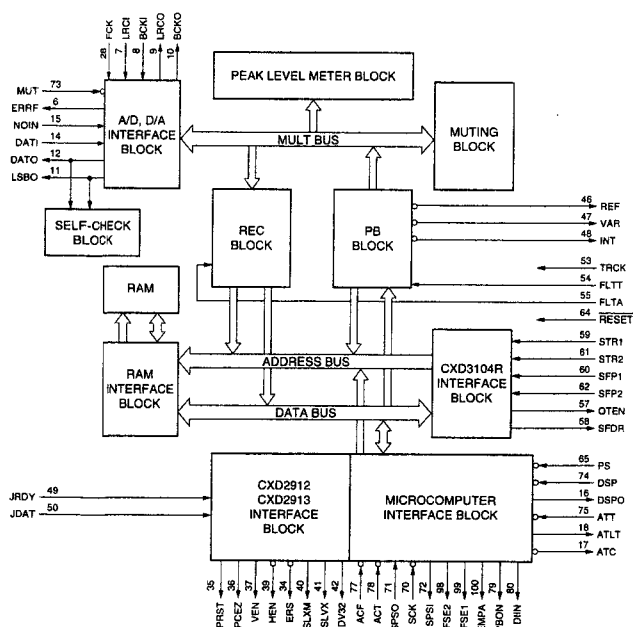 28 FCK
7 LRCI
8 BCKI
9 LRCO
10 BCKO
MUT 73
ERRF 6
NOIN 15
DATI 14
DATO 12
LSBO 11
A/D, D/A
INTERFACE
BLOCK
PEAK LEVEL METER BLOCK
MULT BUS
MUTING
BLOCK
SELF-CHECK
BLOCK
REC
BLOCK
PB
BLOCK
46 REF
47 VAR
48 INT
53 TRCK
54 FLTT
55 FLTA
64 RESET
RAM
RAM
INTERFACE
BLOCK
ADDRESS BUS
DATA BUS
CXD3104R
INTERFACE
BLOCK
59 STR1
61 STR2
60 SFP1
62 SFP2
57 OTEN
58 SFDR
JRDY 49
JDAT 50
CXD2912
CXD2913
INTERFACE
BLOCK
MICROCOMPUTER
INTERFACE BLOCK
65 PS
74 DSP
16 DSPO
75 ATT
18 ATLT
17 ATC
35 PRST
36 PCEZ
37 VEN
39 HEN
34 ERS
40 SLXM
41 SLVX
42 DV32
77 ACF
78 ACT
71 SPSO
70 SCK
72 SPSI
98 FSE2
99 FSE1
100 EMPA
79 PBON
80 DIIN